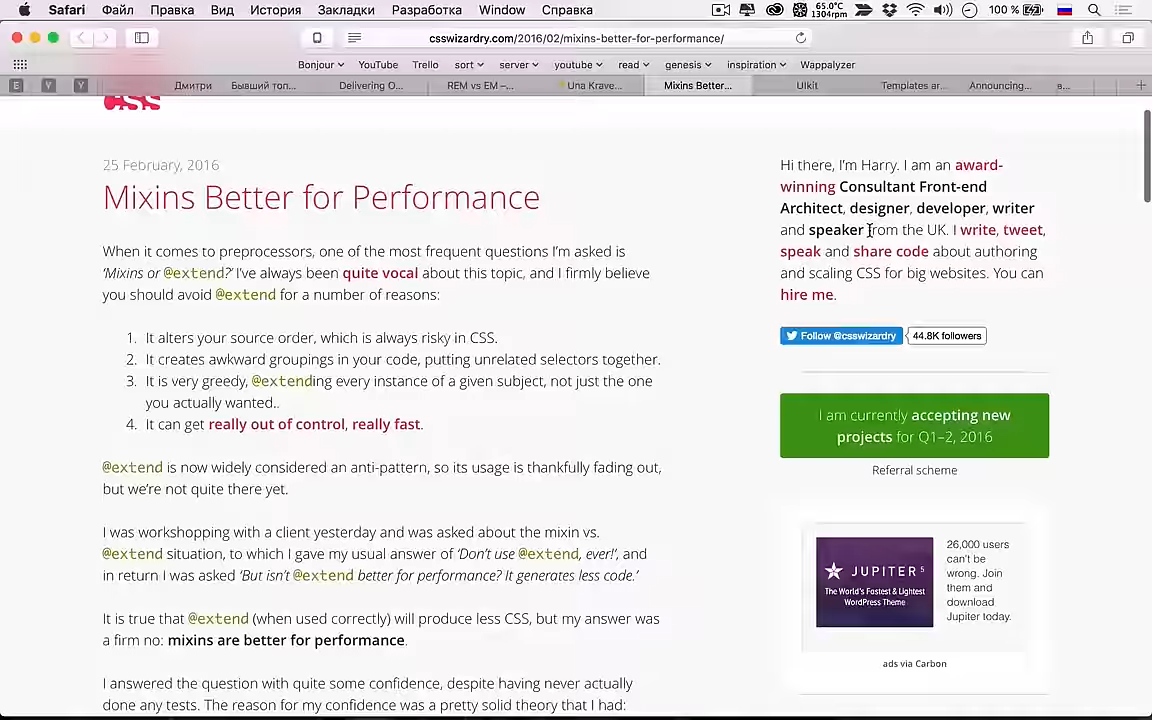 Safari Файл Правка Вид История Закладки Разработка Window Справка 65.0°C 1304rpm 100 %
csswizardry.com/2016/02/mixins-better-for-performance/
Bonjour YouTube Trello sort server youtube read genesis inspiration Wappalyzer
E Y Y Дмитри Бывший топ... Delivering O... REM vs EM –... Una Krave... Mixins Better... UIkit Templates ar... Announcing... в...
CSS
25 February, 2016
Mixins Better for Performance
When it comes to preprocessors, one of the most frequent questions I’m asked is
‘Mixins or @extend?’ I’ve always been quite vocal about this topic, and I firmly believe
you should avoid @extend for a number of reasons:
1. It alters your source order, which is always risky in CSS.
2. It creates awkward groupings in your code, putting unrelated selectors together.
3. It is very greedy, @extending every instance of a given subject, not just the one
you actually wanted..
4. It can get really out of control, really fast.
@extend is now widely considered an anti-pattern, so its usage is thankfully fading out,
but we’re not quite there yet.
I was workshopping with a client yesterday and was asked about the mixin vs.
@extend situation, to which I gave my usual answer of ‘Don’t use @extend, ever!’, and
in return I was asked ‘But isn’t @extend better for performance? It generates less code.’
It is true that @extend (when used correctly) will produce less CSS, but my answer was
a firm no: mixins are better for performance.
I answered the question with quite some confidence, despite having never actually
done any tests. The reason for my confidence was a pretty solid theory that I had:
Hi there, I’m Harry. I am an award-
winning Consultant Front-end
Architect, designer, developer, writer
and speaker from the UK. I write, tweet,
speak and share code about authoring
and scaling CSS for big websites. You can
hire me.
Follow @csswizardry 44.8K followers
I am currently accepting new
projects for Q1–2, 2016
Referral scheme
JUPITER 5
The World's Fastest & Lightest
WordPress Theme
26,000 users
can't be
wrong. Join
them and
download
Jupiter today.
ads via Carbon